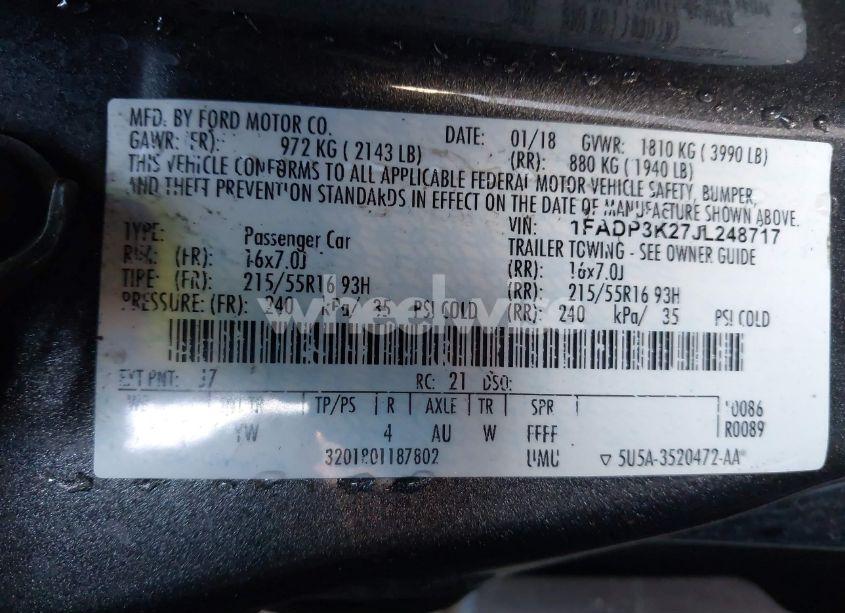 MFD. BY FORD MOTOR CO. DATE: 01/18 GVWR: 1810 KG ( 3990 LB)
GAWR: (FR): 972 KG ( 2143 LB) (RR): 880 KG ( 1940 LB)
THIS VEHICLE CONFORMS TO ALL APPLICABLE FEDERAL MOTOR VEHICLE SAFETY, BUMPER,
AND THEFT PREVENTION STANDARDS IN EFFECT ON THE DATE OF MANUFACTURE SHOWN ABOVE.
VIN: 1FADP3K27JL248717
TYPE: Passenger Car TRAILER TOWING - SEE OWNER GUIDE
(FR): 16x7.0J (RR): 16x7.0J
(FR): 215/55R16 93H (RR): 215/55R16 93H
PRESSURE: (FR): 240 kPa/ 35 PSI COLD (RR): 240 kPa/ 35 PSI COLD
EXT PNT: RC: 21 DSO:
TP/PS R AXLE TR SPR
YW 4 AU W FFFF
R0089
3201801187802 5U5A-3520472-AA